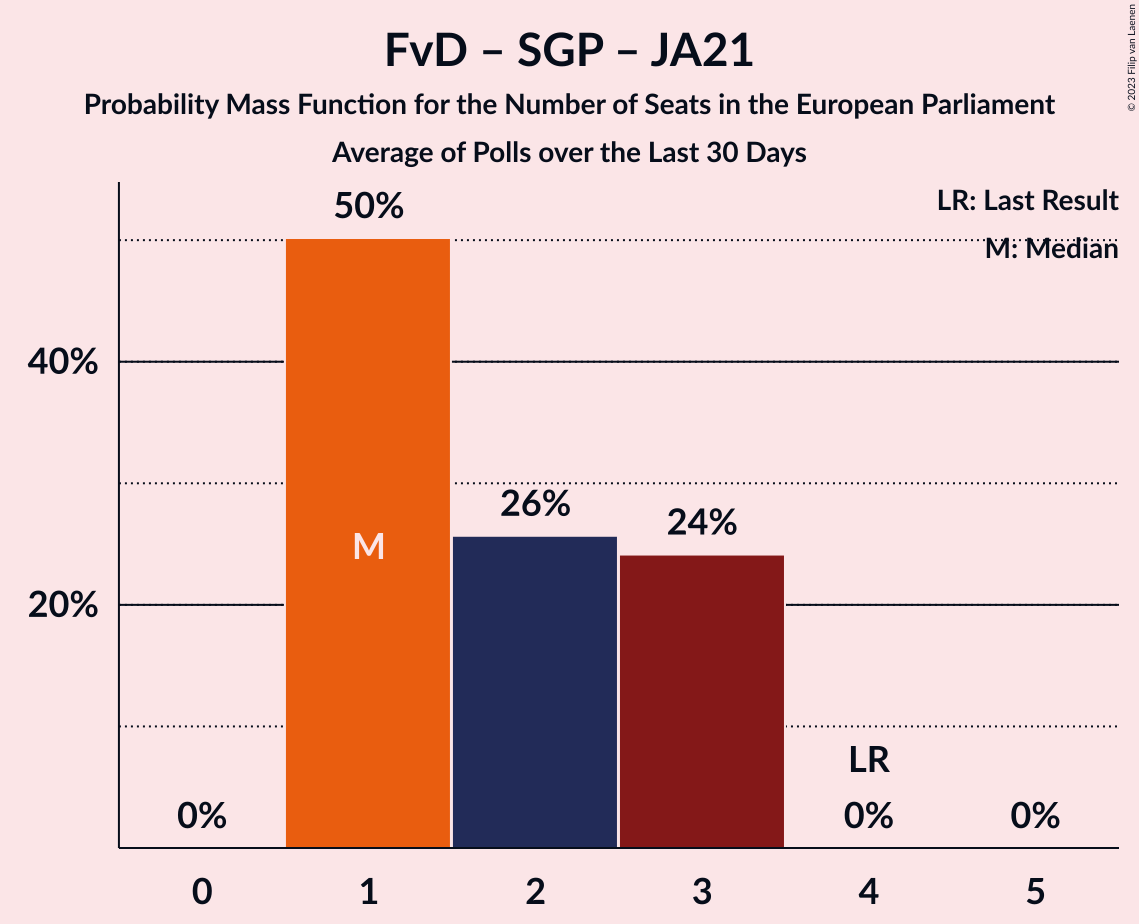 FvD – SGP – JA21
Probability Mass Function for the Number of Seats in the European Parliament
Average of Polls over the Last 30 Days
© 2023 Filip van Laenen
LR: Last Result
M: Median
50%
40%
26%
24%
M
20%
LR
0%
0%
0%
0 1 2 3 4 5